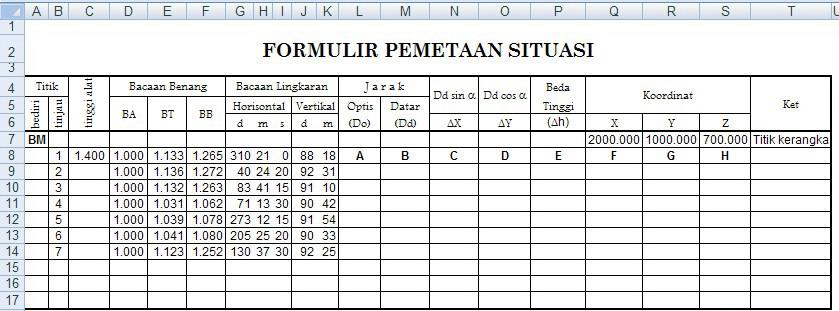 A B C D E F G H I J K L M N O P Q R S T U
1
2 FORMULIR PEMETAAN SITUASI
3
4 Titik tinggi alat Bacaan Benang Bacaan Lingkaran J a r a k Dd sin α Dd cos α Beda Koordinat Ket
5 berdiri tinjau BA BT BB Horisontal Vertikal Optis Datar Tinggi
6 d m s d m (Do) (Dd) ΔX ΔY (Δh) X Y Z
7 BM 2000.000 1000.000 700.000 Titik kerangka
8 1 1.400 1.000 1.133 1.265 310 21 0 88 18 A B C D E F G H
9 2 1.000 1.136 1.272 40 24 20 92 31
10 3 1.000 1.132 1.263 83 41 15 91 10
11 4 1.000 1.031 1.062 71 13 30 90 42
12 5 1.000 1.039 1.078 273 12 15 91 54
13 6 1.000 1.041 1.080 205 25 20 90 33
14 7 1.000 1.123 1.252 130 37 30 92 25
15
16
17